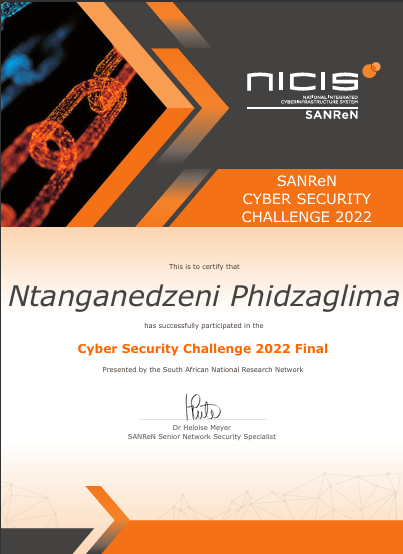 NICIS
NATIONAL INTEGRATED
CYBERINFRASTRUCTURE SYSTEM
SANReN
SANReN
CYBER SECURITY
CHALLENGE 2022
This is to certify that
Ntanganedzeni Phidzaglima
has successfully participated in the
Cyber Security Challenge 2022 Final
Presented by the South African National Research Network
Dr Heloise Meyer
SANReN Senior Network Security Specialist